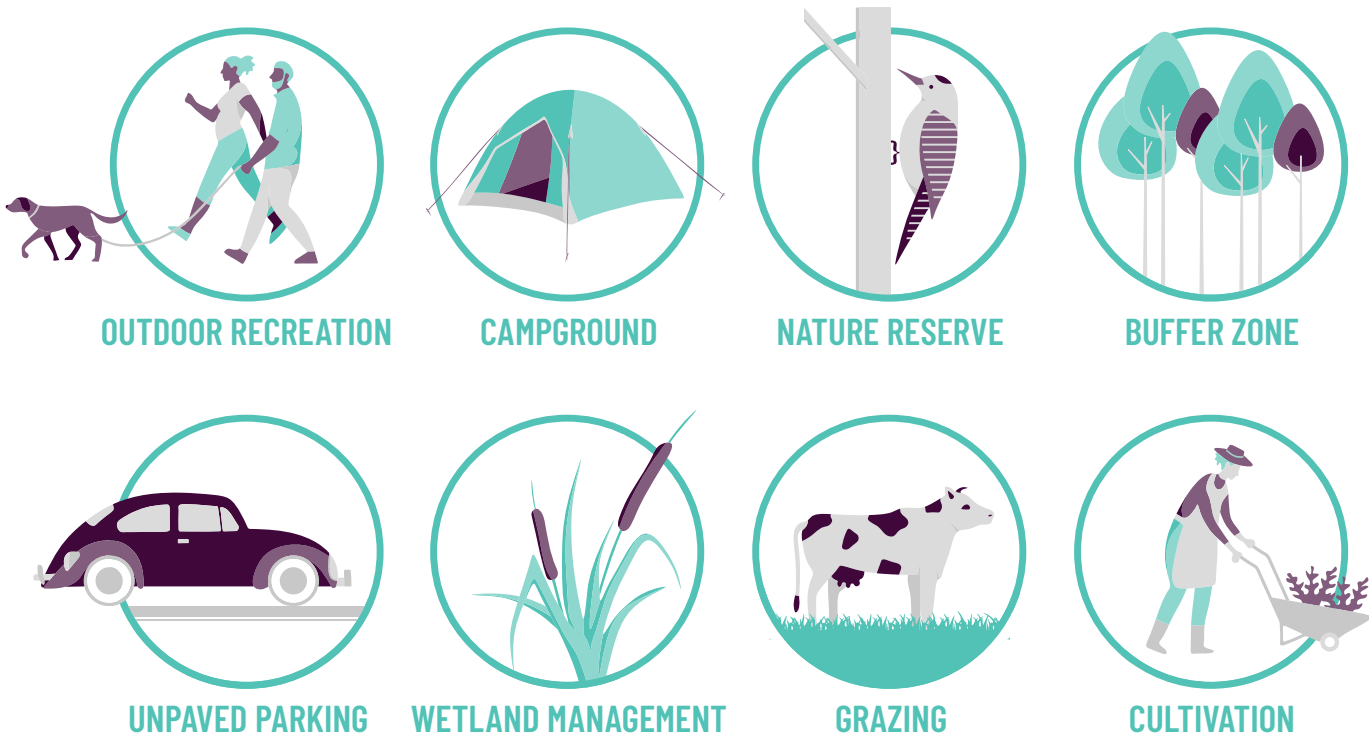 OUTDOOR RECREATION
CAMPGROUND
NATURE RESERVE
BUFFER ZONE
UNPAVED PARKING
WETLAND MANAGEMENT
GRAZING
CULTIVATION